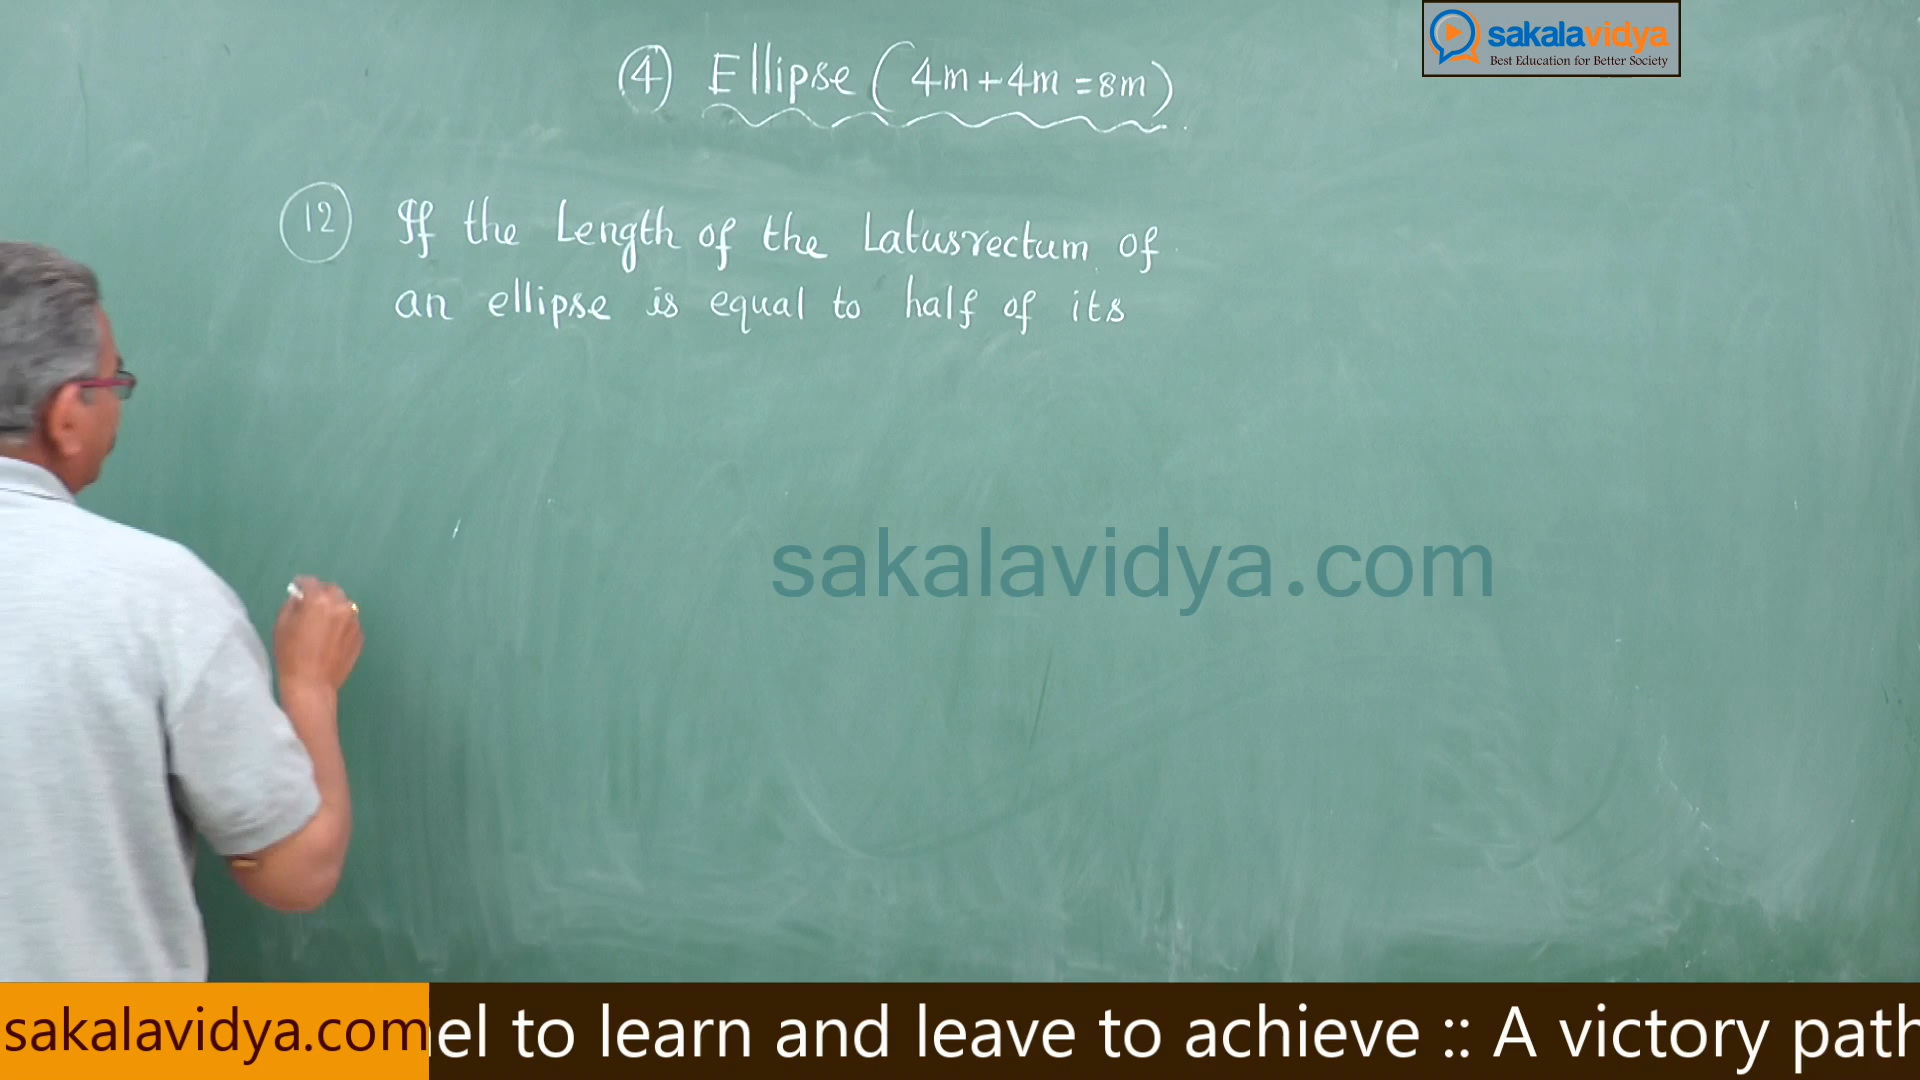 sakalavidya
Best Education for Better Society
(4) Ellipse (4m+4m=8m)
(12) If the Length of the Latusrectum of
an ellipse is equal to half of its
sakalavidya.com
sakalavidya.com
el to learn and leave to achieve :: A victory path